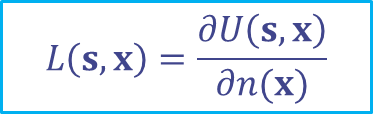 L(𝐬, 𝐱) = ∂U(𝐬, 𝐱) / ∂n(𝐱)